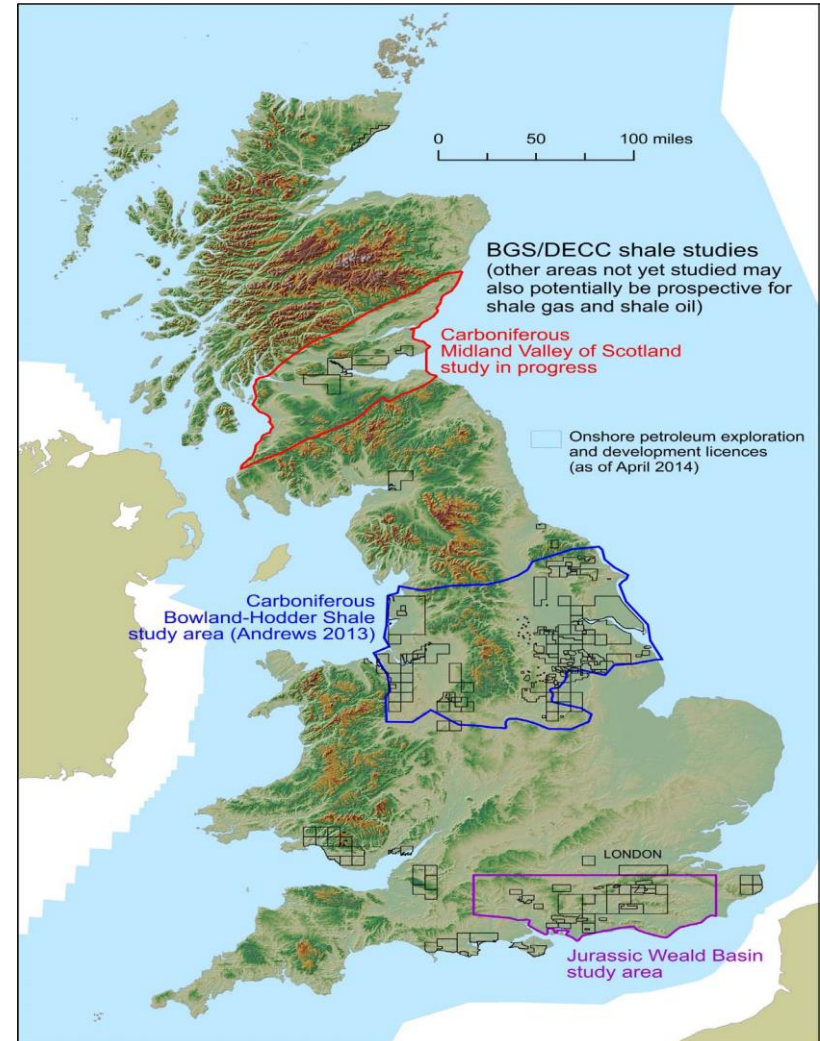 0 50 100 miles
BGS/DECC shale studies
(other areas not yet studied may
also potentially be prospective for
shale gas and shale oil)
Carboniferous
Midland Valley of Scotland
study in progress
Onshore petroleum exploration
and development licences
(as of April 2014)
Carboniferous
Bowland-Hodder Shale
study area (Andrews 2013)
LONDON
Jurassic Weald Basin
study area